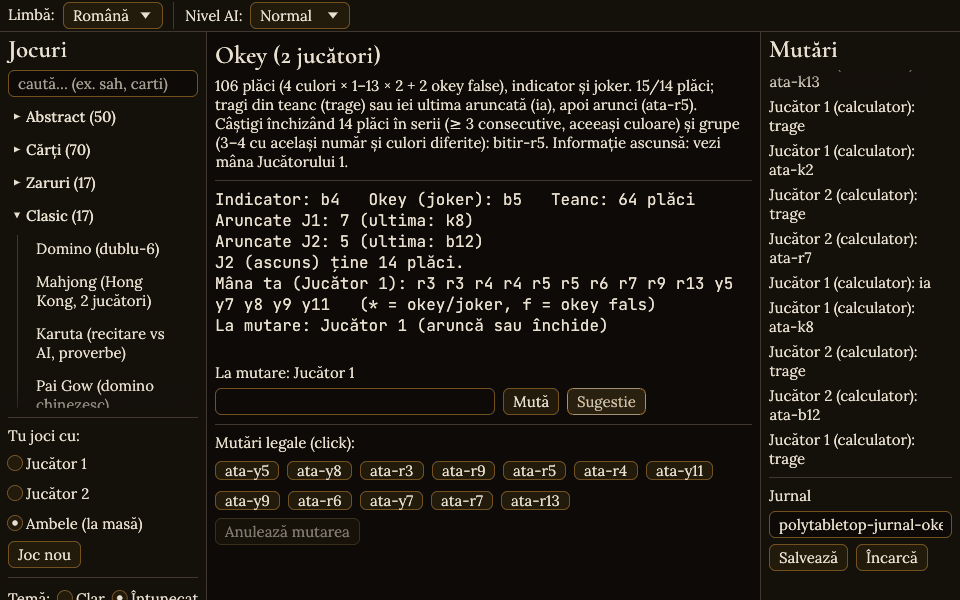 Limbă: Română ▼ Nivel AI: Normal ▼
Jocuri
caută... (ex. sah, carti)
▸ Abstract (50)
▸ Cărți (70)
▸ Zaruri (17)
▾ Clasic (17)
Domino (dublu-6)
Mahjong (Hong
Kong, 2 jucători)
Karuta (recitare vs
AI, proverbe)
Pai Gow (domino
chinezesc)
Tu joci cu:
Jucător 1
Jucător 2
Ambele (la masă)
Joc nou
Temă: Clar Întunecat
Okey (2 jucători)
106 plăci (4 culori × 1–13 × 2 + 2 okey false), indicator și joker. 15/14 plăci;
tragi din teanc (trage) sau iei ultima aruncată (ia), apoi arunci (ata-r5).
Câștigi închizând 14 plăci în serii (≥ 3 consecutive, aceeași culoare) și grupe
(3–4 cu același număr și culori diferite): bitir-r5. Informație ascunsă: vezi
mâna Jucătorului 1.
Indicator: b4 Okey (joker): b5 Teanc: 64 plăci
Aruncate J1: 7 (ultima: k8)
Aruncate J2: 5 (ultima: b12)
J2 (ascuns) ține 14 plăci.
Mâna ta (Jucător 1): r3 r3 r4 r4 r5 r5 r6 r7 r9 r13 y5
y7 y8 y9 y11 (* = okey/joker, f = okey fals)
La mutare: Jucător 1 (aruncă sau închide)
La mutare: Jucător 1
Mută Sugestie
Mutări legale (click):
ata-y5 ata-y8 ata-r3 ata-r9 ata-r5 ata-r4 ata-y11
ata-y9 ata-r6 ata-y7 ata-r7 ata-r13
Anulează mutarea
Mutări
ata-k13
Jucător 1 (calculator):
trage
Jucător 1 (calculator):
ata-k2
Jucător 2 (calculator):
trage
Jucător 2 (calculator):
ata-r7
Jucător 1 (calculator): ia
Jucător 1 (calculator):
ata-k8
Jucător 2 (calculator):
trage
Jucător 2 (calculator):
ata-b12
Jucător 1 (calculator):
trage
Jurnal
polytabletop-jurnal-oke
Salvează Încarcă